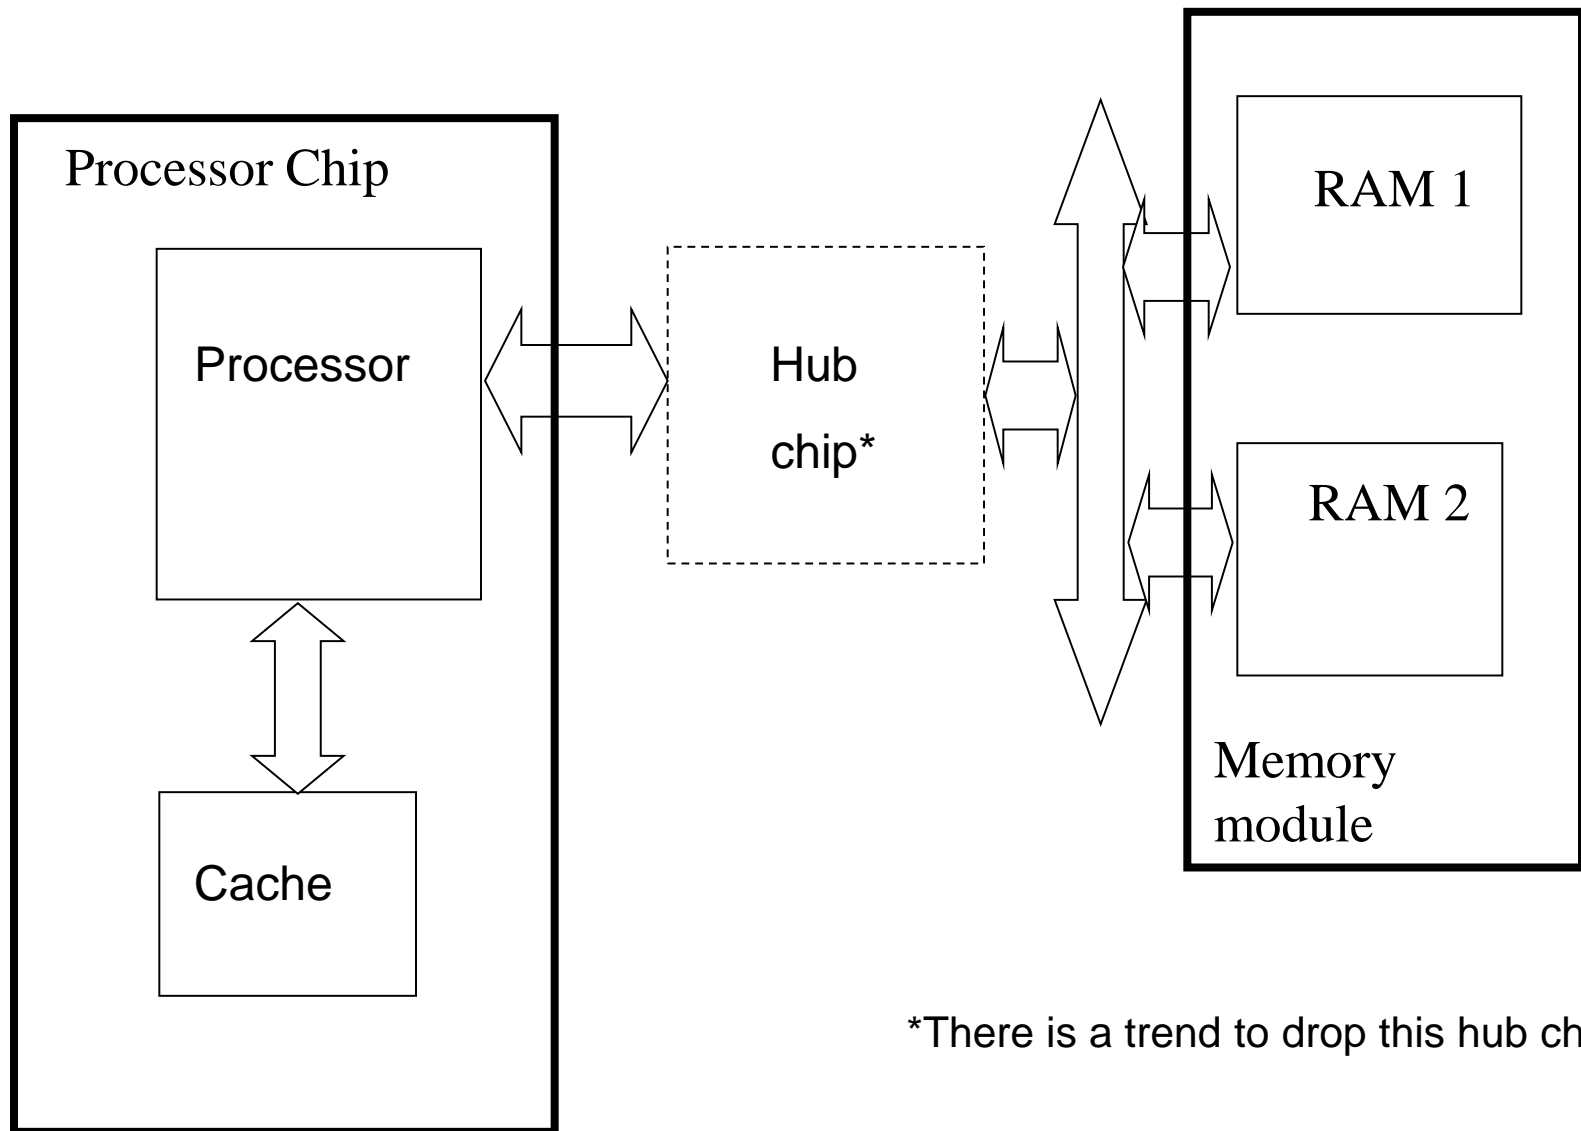 Processor Chip
Processor
Cache
Hub
chip*
RAM 1
RAM 2
Memory
module
*There is a trend to drop this hub